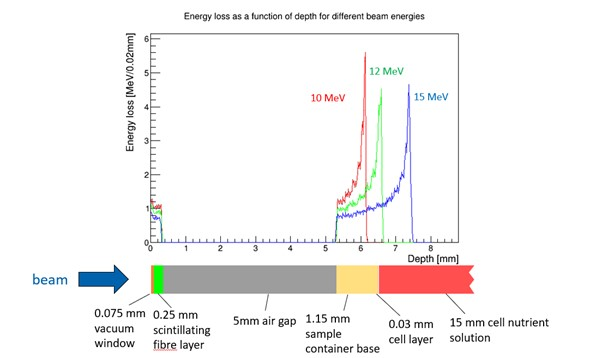 Energy loss as a function of depth for different beam energies
Energy loss [MeV/0.02mm]
6
5
4
3
2
1
0
10 MeV
12 MeV
15 MeV
0 1 2 3 4 5 6 7 8
Depth [mm]
beam
0.075 mm
vacuum
window
0.25 mm
scintillating
fibre layer
5mm air gap
1.15 mm
sample
container base
0.03 mm
cell layer
15 mm cell nutrient
solution